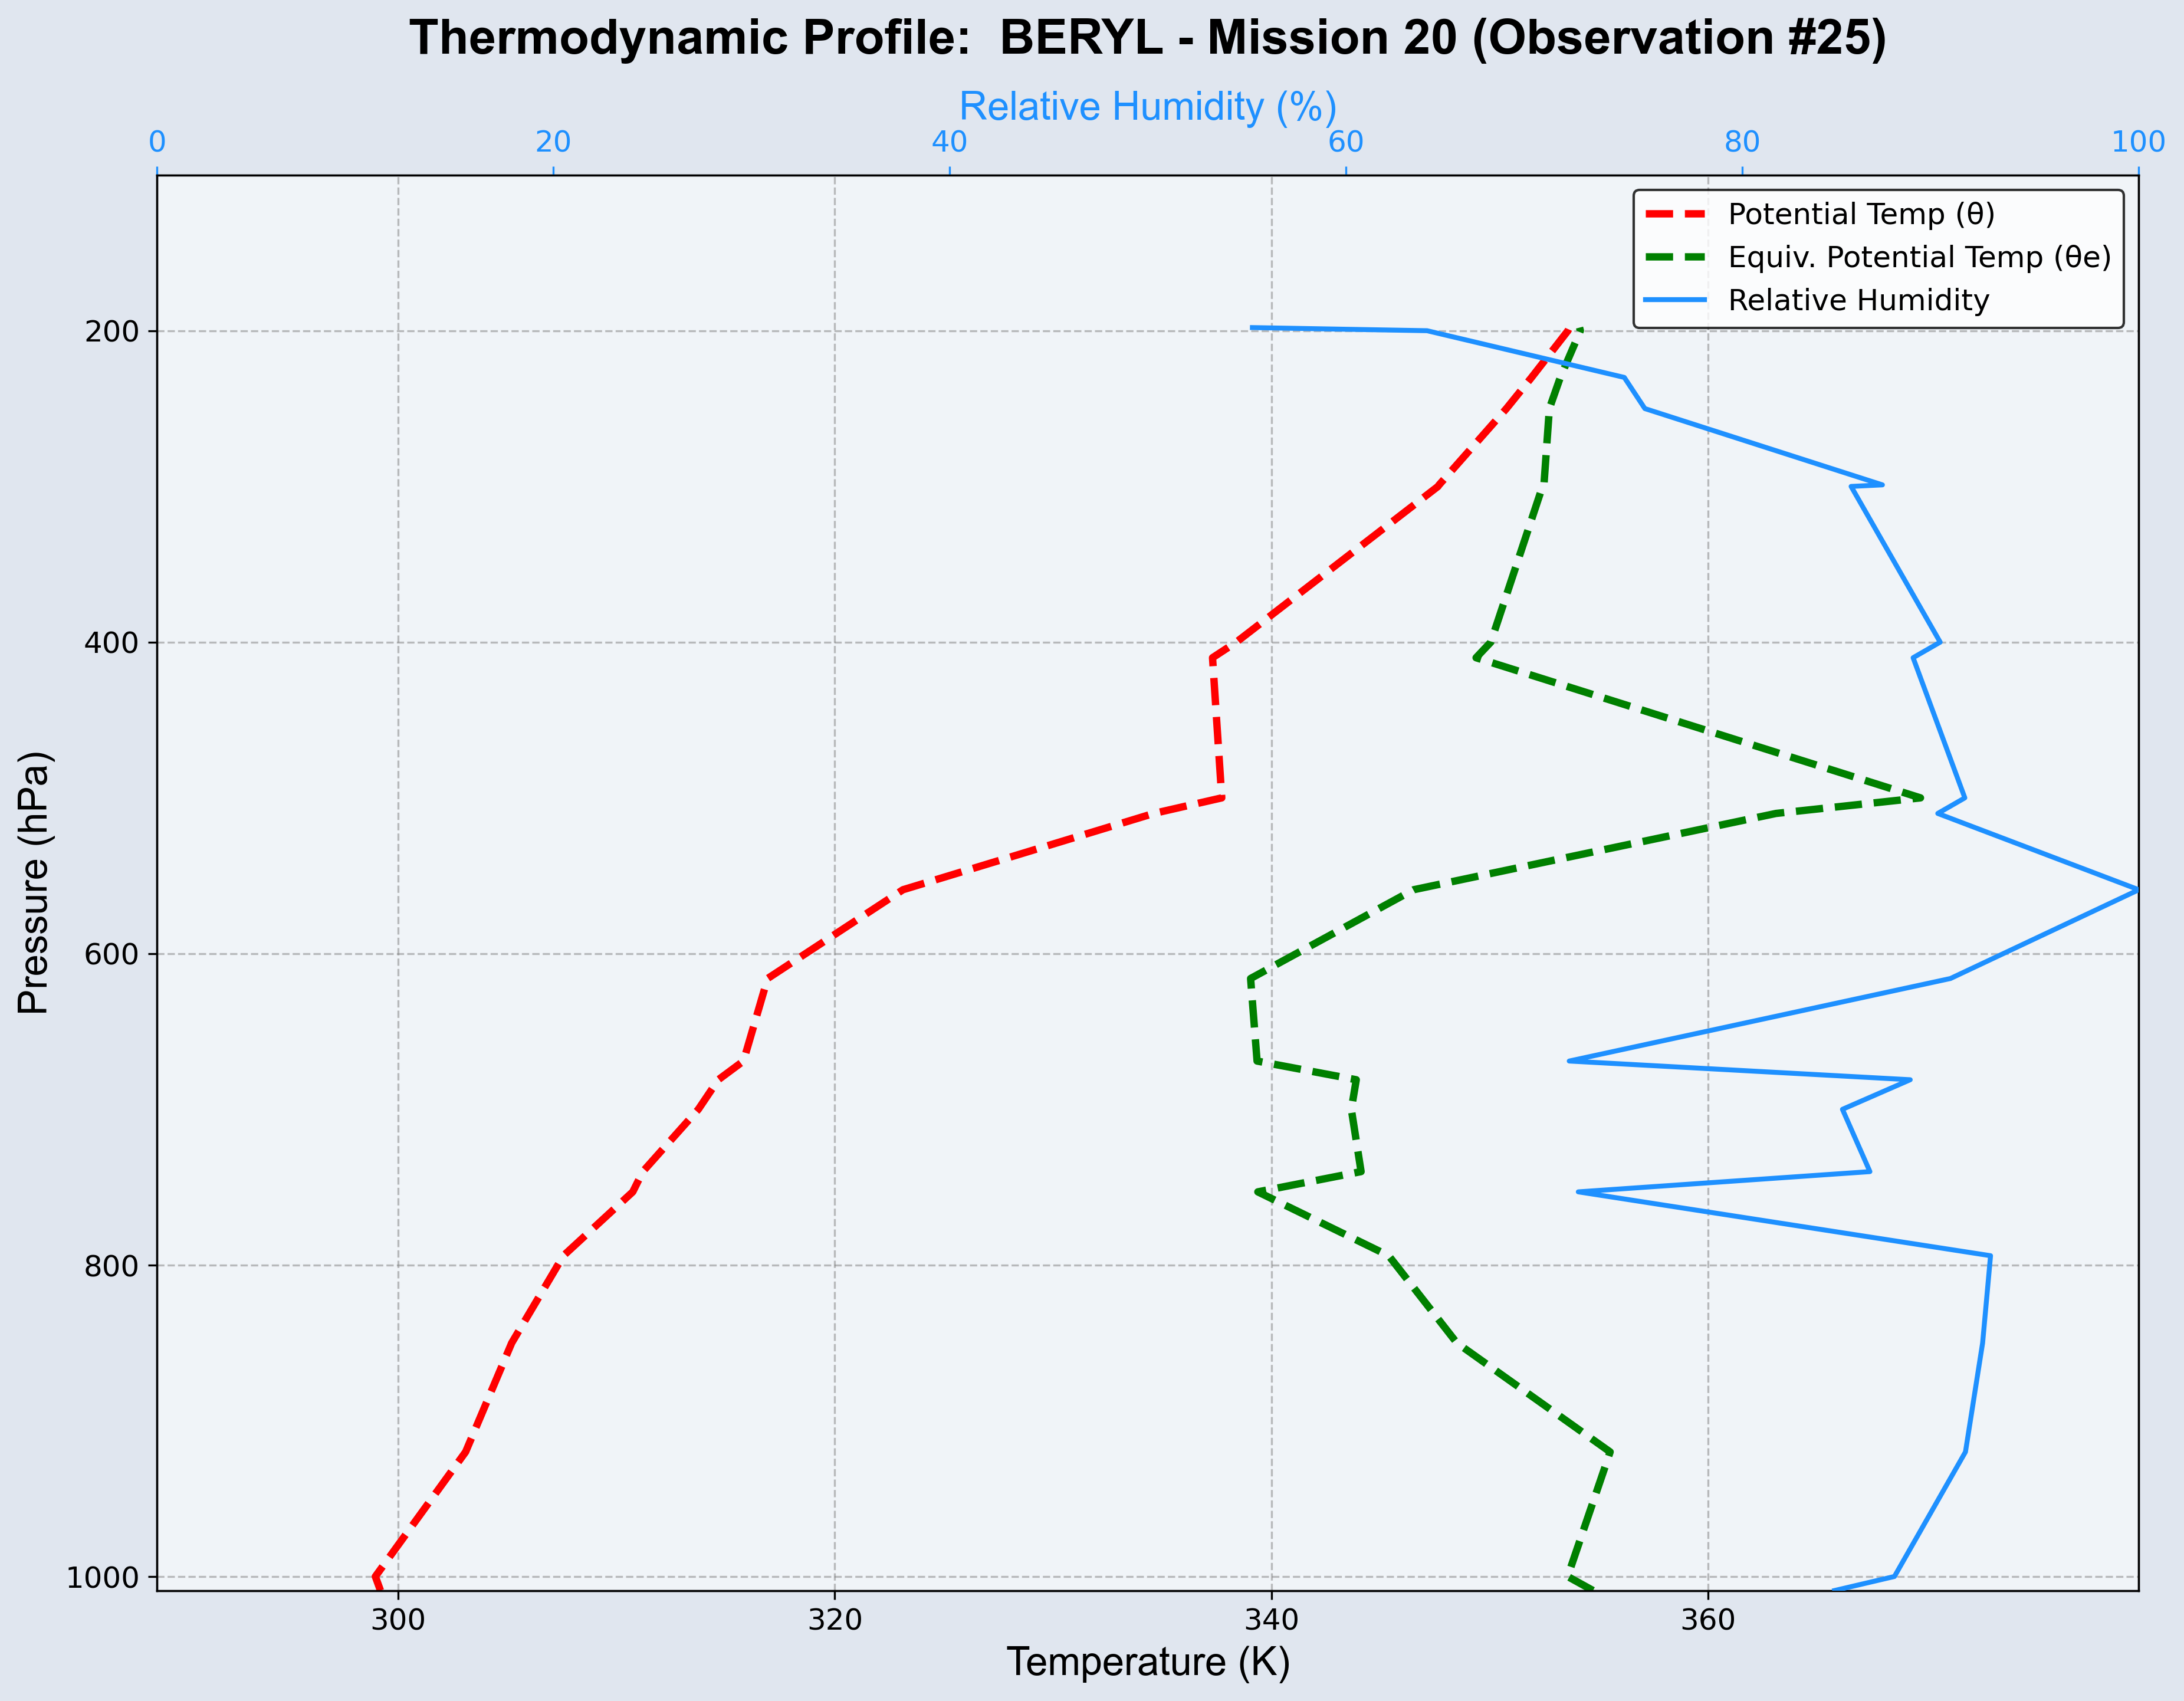 Thermodynamic Profile:  BERYL - Mission 20 (Observation #25)
Relative Humidity (%)
0 20 40 60 80 100
Potential Temp (θ)
Equiv. Potential Temp (θe)
Relative Humidity
200
400
600
800
1000
Pressure (hPa)
300 320 340 360
Temperature (K)